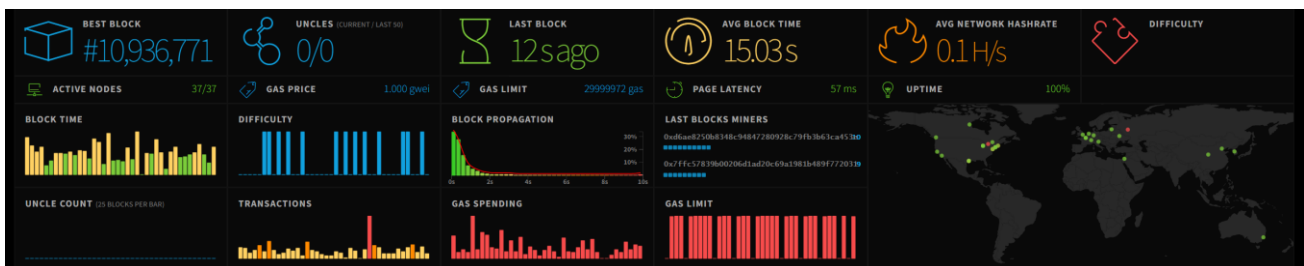 BEST BLOCK
#10,936,771
UNCLES (CURRENT / LAST 50)
0/0
LAST BLOCK
12 s ago
AVG BLOCK TIME
15.03 s
AVG NETWORK HASHRATE
0.1 H/s
DIFFICULTY
ACTIVE NODES 37/37
GAS PRICE 1.000 gwei
GAS LIMIT 29999972 gas
PAGE LATENCY 57 ms
UPTIME 100%
BLOCK TIME
DIFFICULTY
BLOCK PROPAGATION
30%
20%
10%
0s 2s 4s 6s 8s 10s
LAST BLOCKS MINERS
UNCLE COUNT (25 BLOCKS PER BAR)
TRANSACTIONS
GAS SPENDING
GAS LIMIT